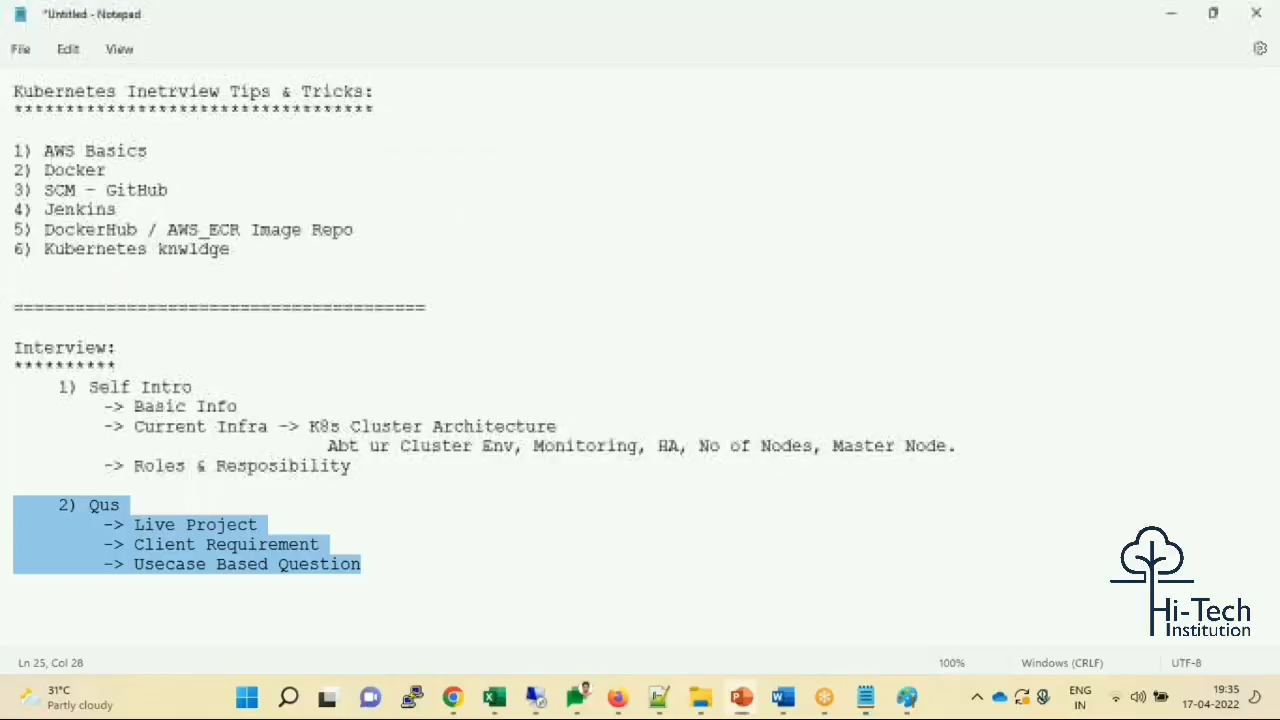 *Untitled - Notepad
File Edit View
Kubernetes Inetrview Tips & Tricks:
***********************************
1) AWS Basics
2) Docker
3) SCM - GitHub
4) Jenkins
5) DockerHub / AWS_ECR Image Repo
6) Kubernetes knwldge
========================================
Interview:
**********
1) Self Intro
-> Basic Info
-> Current Infra -> K8s Cluster Architecture
Abt ur Cluster Env, Monitoring, HA, No of Nodes, Master Node.
-> Roles & Resposibility
2) Qus
-> Live Project
-> Client Requirement
-> Usecase Based Question
Hi-Tech
Institution
Ln 25, Col 28 100% Windows (CRLF) UTF-8
31°C
Partly cloudy
ENG
IN
19:35
17-04-2022